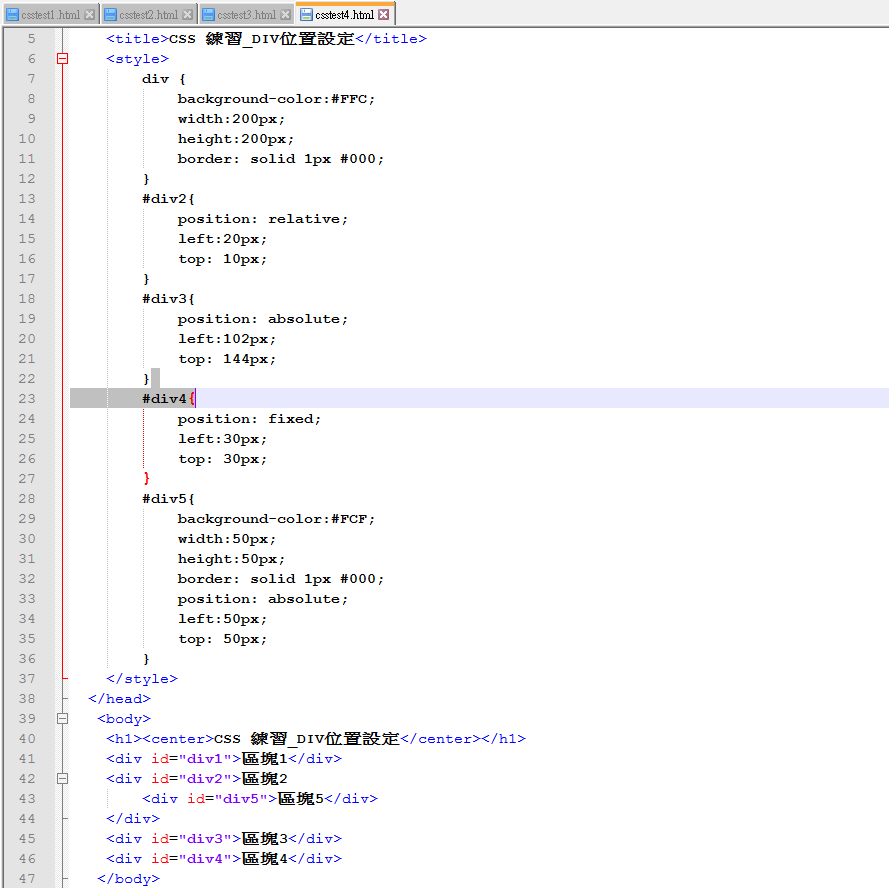 csstest1.html csstest2.html csstest3.html csstest4.html
5 <title>CSS 練習_DIV位置設定</title>
6 <style>
7 div {
8 background-color:#FFC;
9 width:200px;
10 height:200px;
11 border: solid 1px #000;
12 }
13 #div2{
14 position: relative;
15 left:20px;
16 top: 10px;
17 }
18 #div3{
19 position: absolute;
20 left:102px;
21 top: 144px;
22 }
23 #div4{
24 position: fixed;
25 left:30px;
26 top: 30px;
27 }
28 #div5{
29 background-color:#FCF;
30 width:50px;
31 height:50px;
32 border: solid 1px #000;
33 position: absolute;
34 left:50px;
35 top: 50px;
36 }
37 </style>
38 </head>
39 <body>
40 <h1><center>CSS 練習_DIV位置設定</center></h1>
41 <div id="div1">區塊1</div>
42 <div id="div2">區塊2
43 <div id="div5">區塊5</div>
44 </div>
45 <div id="div3">區塊3</div>
46 <div id="div4">區塊4</div>
47 </body>